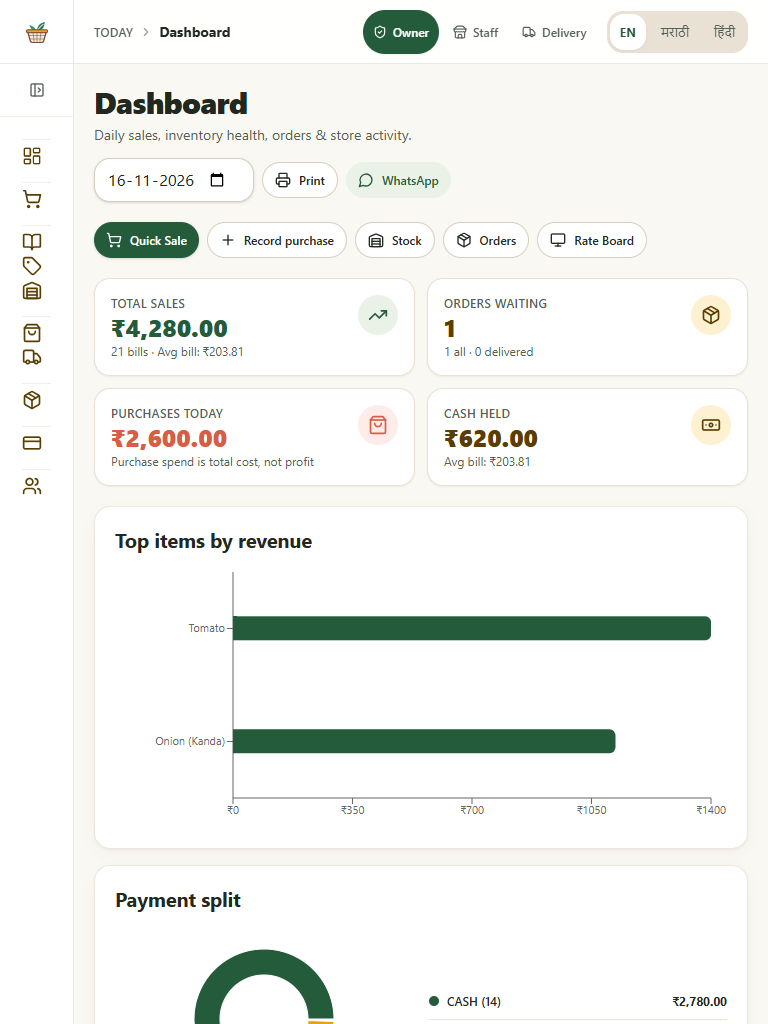 TODAY > Dashboard
Owner
Staff
Delivery
EN
मराठी
हिंदी
Dashboard
Daily sales, inventory health, orders & store activity.
16-11-2026
Print
WhatsApp
Quick Sale
Record purchase
Stock
Orders
Rate Board
TOTAL SALES
₹4,280.00
21 bills · Avg bill: ₹203.81
ORDERS WAITING
1
1 all · 0 delivered
PURCHASES TODAY
₹2,600.00
Purchase spend is total cost, not profit
CASH HELD
₹620.00
Avg bill: ₹203.81
Top items by revenue
Tomato
Onion (Kanda)
₹0 ₹350 ₹700 ₹1050 ₹1400
Payment split
CASH (14) ₹2,780.00